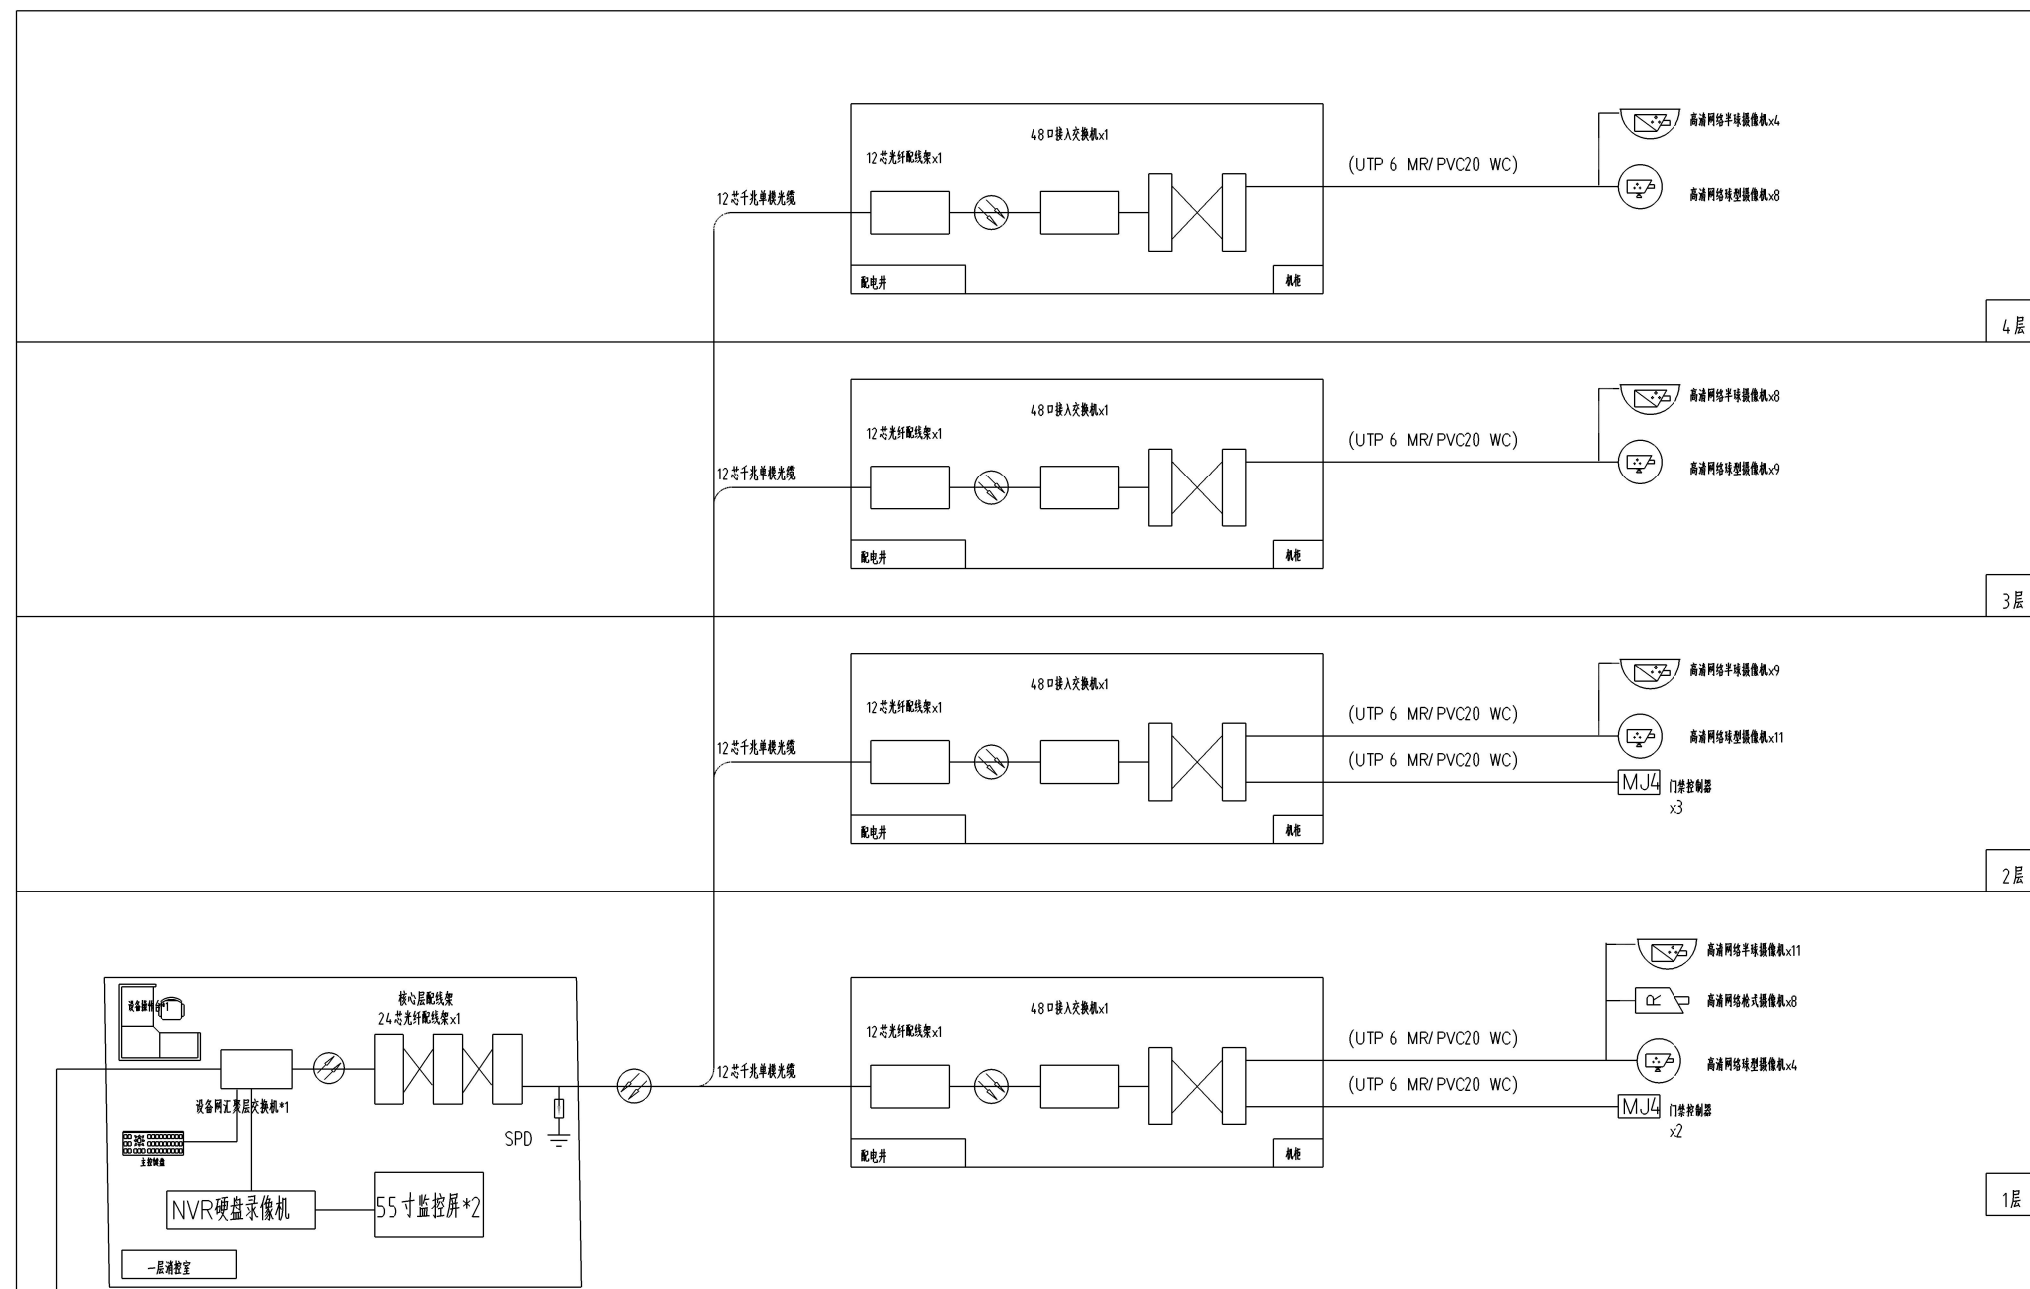 48口接入交换机x1
12芯光纤配线架x1
12芯千兆单模光缆
(UTP 6 MR/PVC20 WC)
高清网络半球摄像机x4
高清网络球型摄像机x8
配电井
机柜
4层
48口接入交换机x1
12芯光纤配线架x1
12芯千兆单模光缆
(UTP 6 MR/PVC20 WC)
高清网络半球摄像机x8
高清网络球型摄像机x9
配电井
机柜
3层
48口接入交换机x1
12芯光纤配线架x1
12芯千兆单模光缆
(UTP 6 MR/PVC20 WC)
(UTP 6 MR/PVC20 WC)
高清网络半球摄像机x9
高清网络球型摄像机x11
MJ4
门禁控制器
x3
配电井
机柜
2层
设备操作台*1
核心层配线架
24芯光纤配线架x1
设备网汇聚层交换机*1
主控键盘
SPD
NVR硬盘录像机
55寸监控屏*2
一层消控室
48口接入交换机x1
12芯光纤配线架x1
12芯千兆单模光缆
(UTP 6 MR/PVC20 WC)
(UTP 6 MR/PVC20 WC)
高清网络半球摄像机x11
R
高清网络枪式摄像机x8
高清网络球型摄像机x4
MJ4
门禁控制器
x2
配电井
机柜
1层